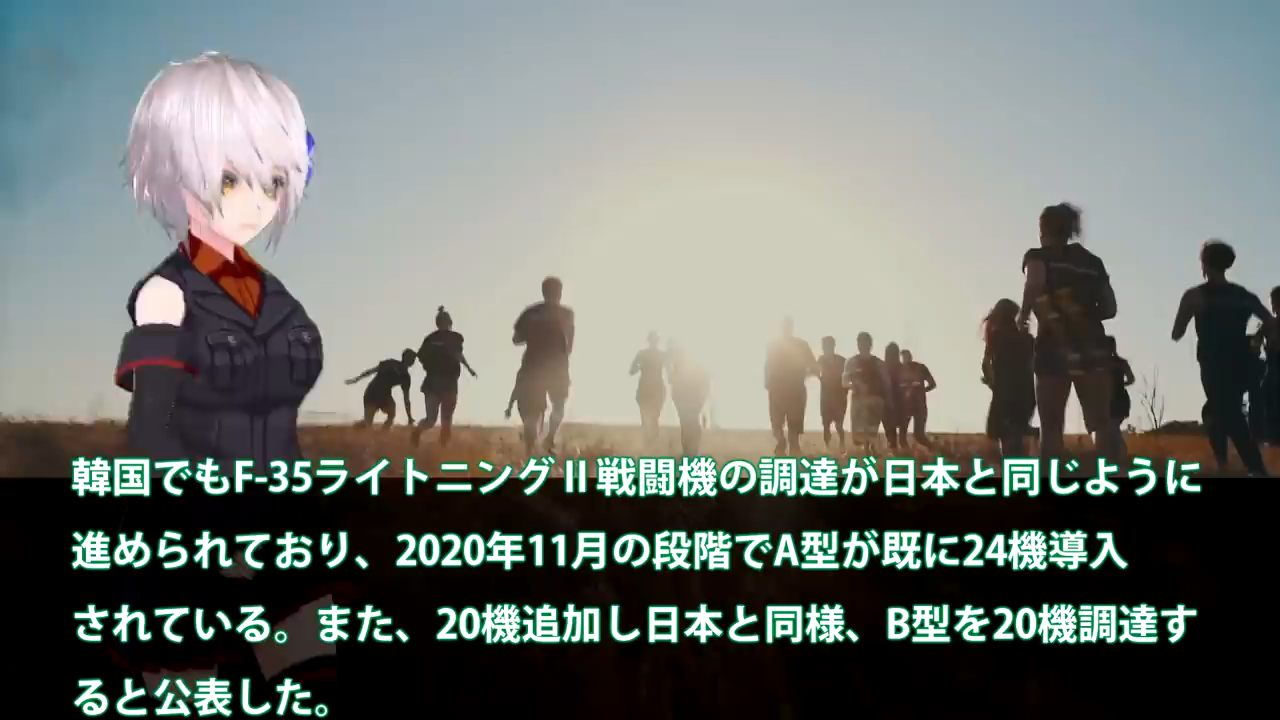 韓国でもF-35ライトニングⅡ戦闘機の調達が日本と同じように
進められており、2020年11月の段階でA型が既に24機導入
されている。また、20機追加し日本と同様、B型を20機調達す
ると公表した。